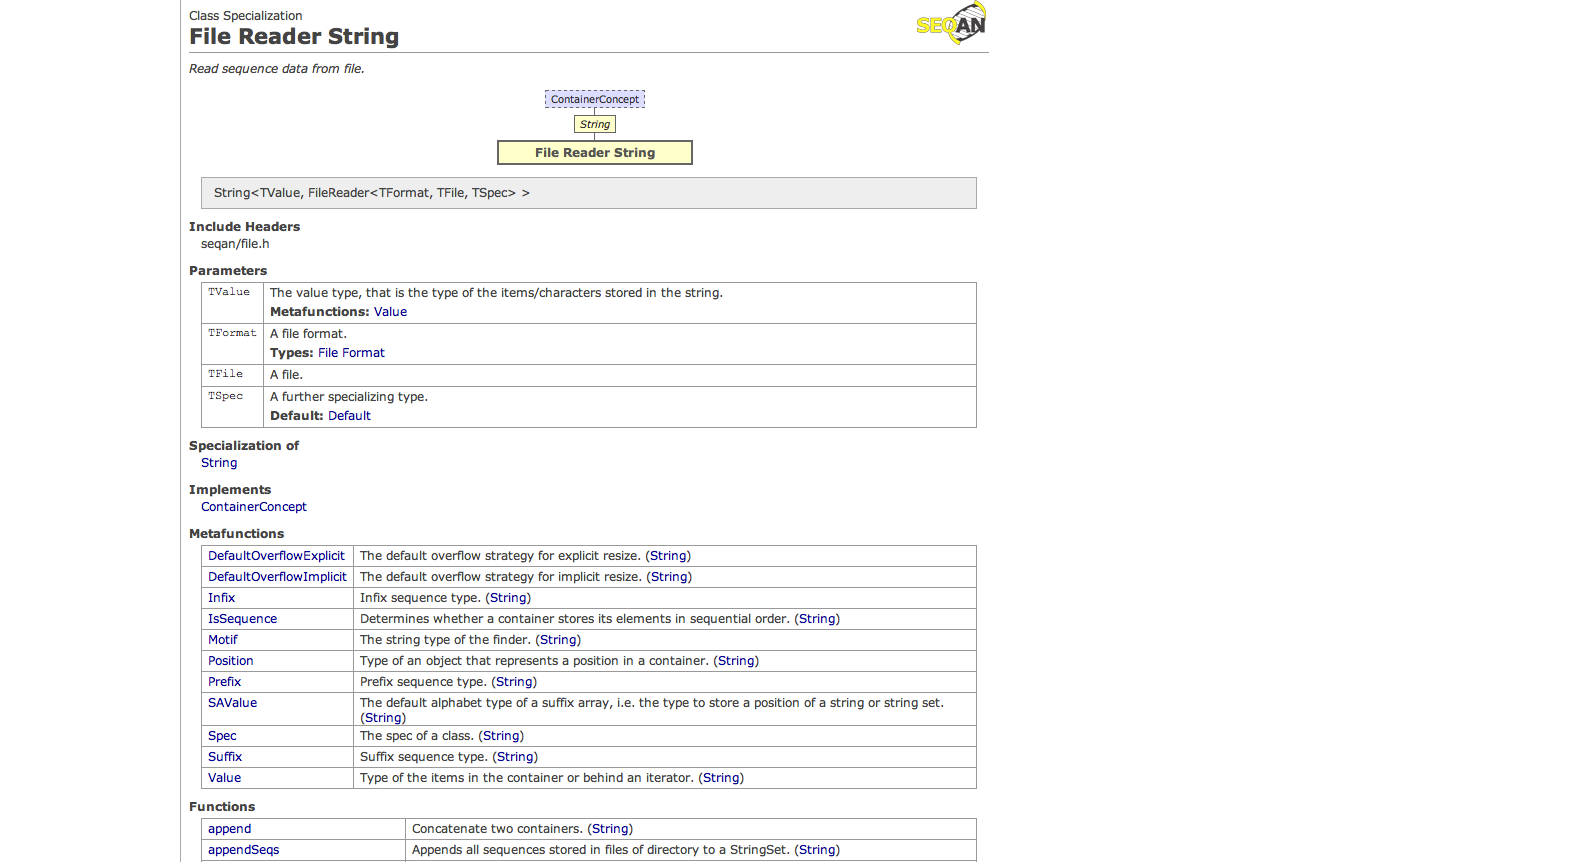 Class Specialization
File Reader String
SEQAN
Read sequence data from file.
ContainerConcept
String
File Reader String
String<TValue, FileReader<TFormat, TFile, TSpec> >
Include Headers
seqan/file.h
Parameters
TValue The value type, that is the type of the items/characters stored in the string.
Metafunctions: Value
TFormat A file format.
Types: File Format
TFile A file.
TSpec A further specializing type.
Default: Default
Specialization of
String
Implements
ContainerConcept
Metafunctions
DefaultOverflowExplicit The default overflow strategy for explicit resize. (String)
DefaultOverflowImplicit The default overflow strategy for implicit resize. (String)
Infix Infix sequence type. (String)
IsSequence Determines whether a container stores its elements in sequential order. (String)
Motif The string type of the finder. (String)
Position Type of an object that represents a position in a container. (String)
Prefix Prefix sequence type. (String)
SAValue The default alphabet type of a suffix array, i.e. the type to store a position of a string or string set.
(String)
Spec The spec of a class. (String)
Suffix Suffix sequence type. (String)
Value Type of the items in the container or behind an iterator. (String)
Functions
append Concatenate two containers. (String)
appendSeqs Appends all sequences stored in files of directory to a StringSet. (String)